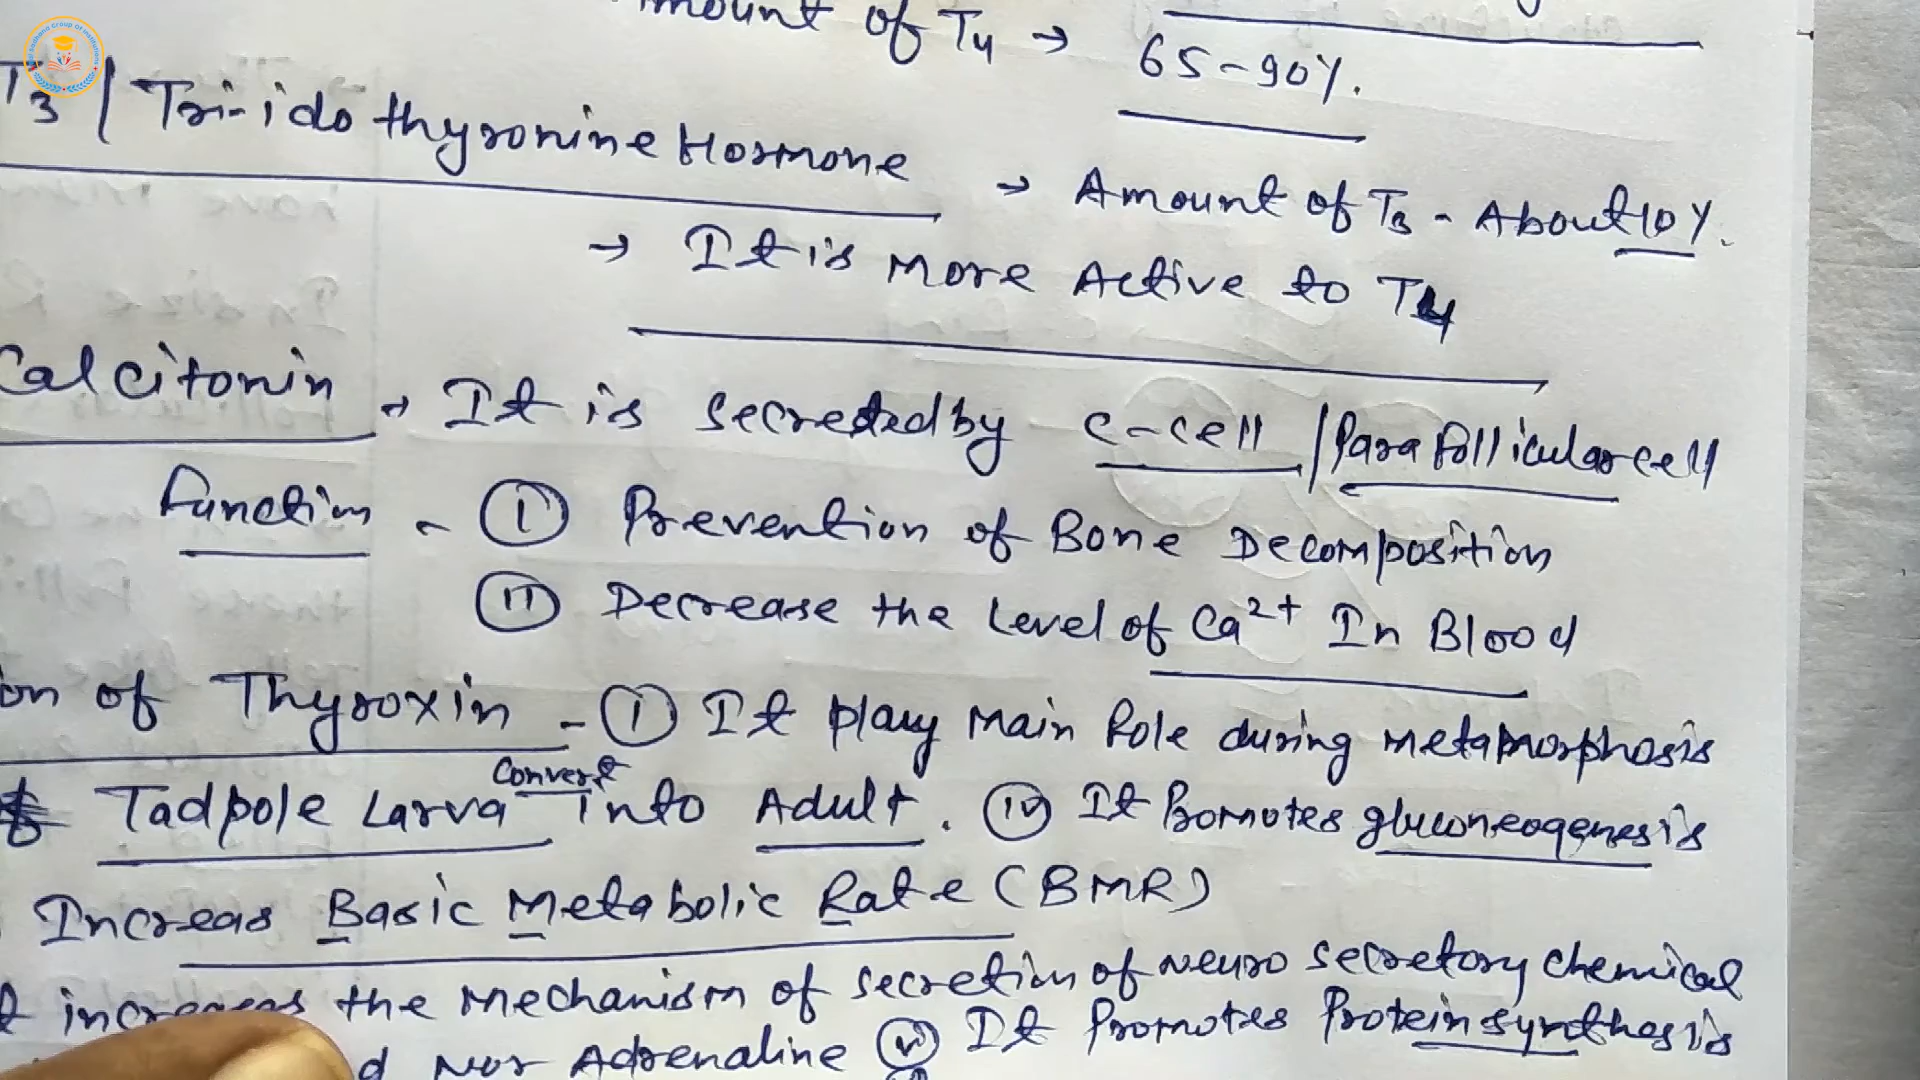 Amount of T4 → 65-90%.
T3 / Tri-ido thyronine Hormone → Amount of T3 - About 10%.
→ It is More Active to T4
Calcitonin → It is secreted by C-cell / Parafollicular cell
Function - (I) Prevention of Bone Decomposition
(II) Decrease the Level of Ca2+ In Blood
on of Thyroxin - (I) It play main Role during metamorphosis
Tadpole Larva convert into Adult. (IV) It Promotes gluconeogenesis
Increas Basic Metabolic Rate (BMR)
increases the mechanism of secretion of Neuro secretory chemical
d Nor Adrenaline (V) It Promotes Protein synthesis